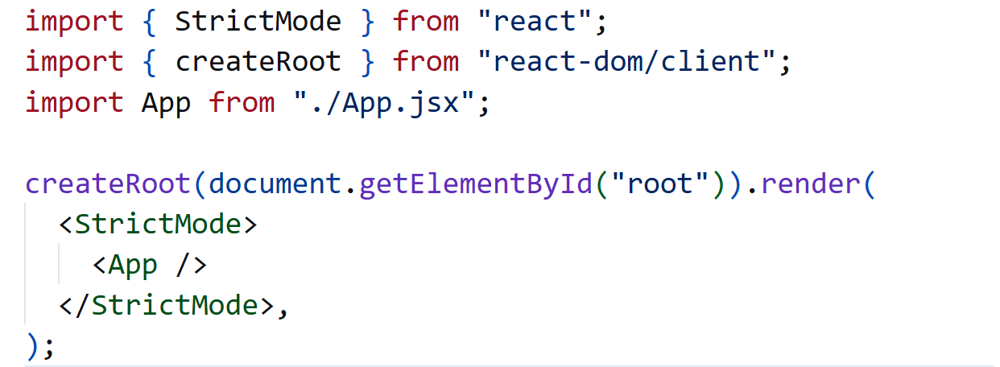 import { StrictMode } from "react";
import { createRoot } from "react-dom/client";
import App from "./App.jsx";

createRoot(document.getElementById("root")).render(
  <StrictMode>
    <App />
  </StrictMode>,
);